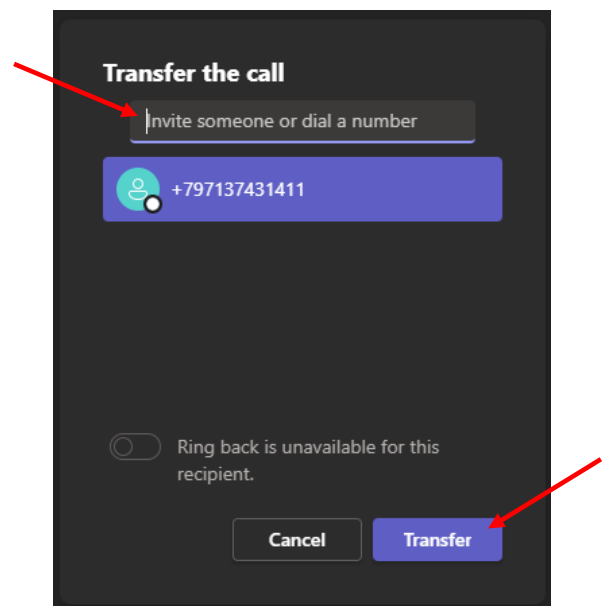 Transfer the call
Invite someone or dial a number
+797137431411
Ring back is unavailable for this
recipient.
Cancel
Transfer